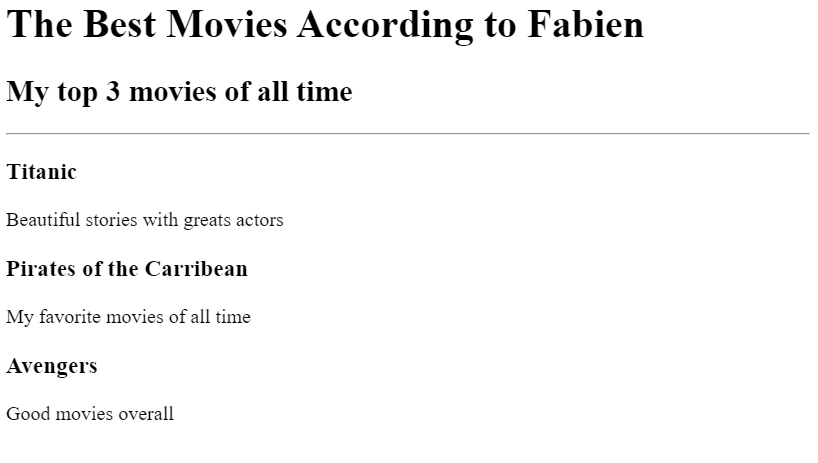 The Best Movies According to Fabien
My top 3 movies of all time
Titanic
Beautiful stories with greats actors
Pirates of the Carribean
My favorite movies of all time
Avengers
Good movies overall